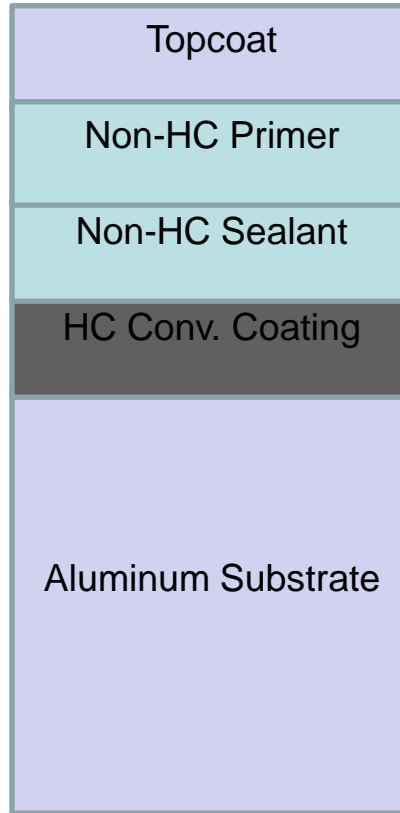 Topcoat
Non-HC Primer
Non-HC Sealant
HC Conv. Coating
Aluminum Substrate